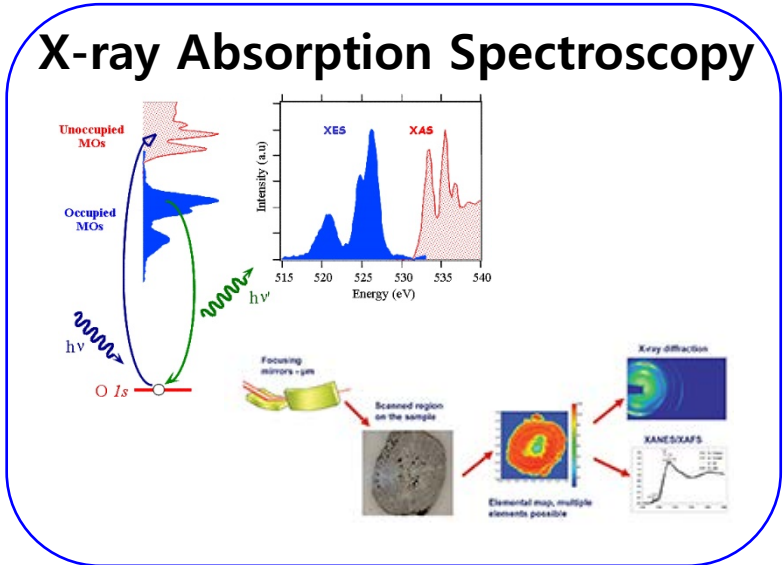 X-ray Absorption Spectroscopy
Unoccupied
MOs
Occupied
MOs
hν
hν'
O 1s
XES
XAS
Intensity (a.u)
515
520
525
530
535
540
Energy (eV)
Focusing
mirrors - μm
Scanned region
on the sample
Elemental map, multiple
elements possible
X-ray diffraction
XANES/XAFS